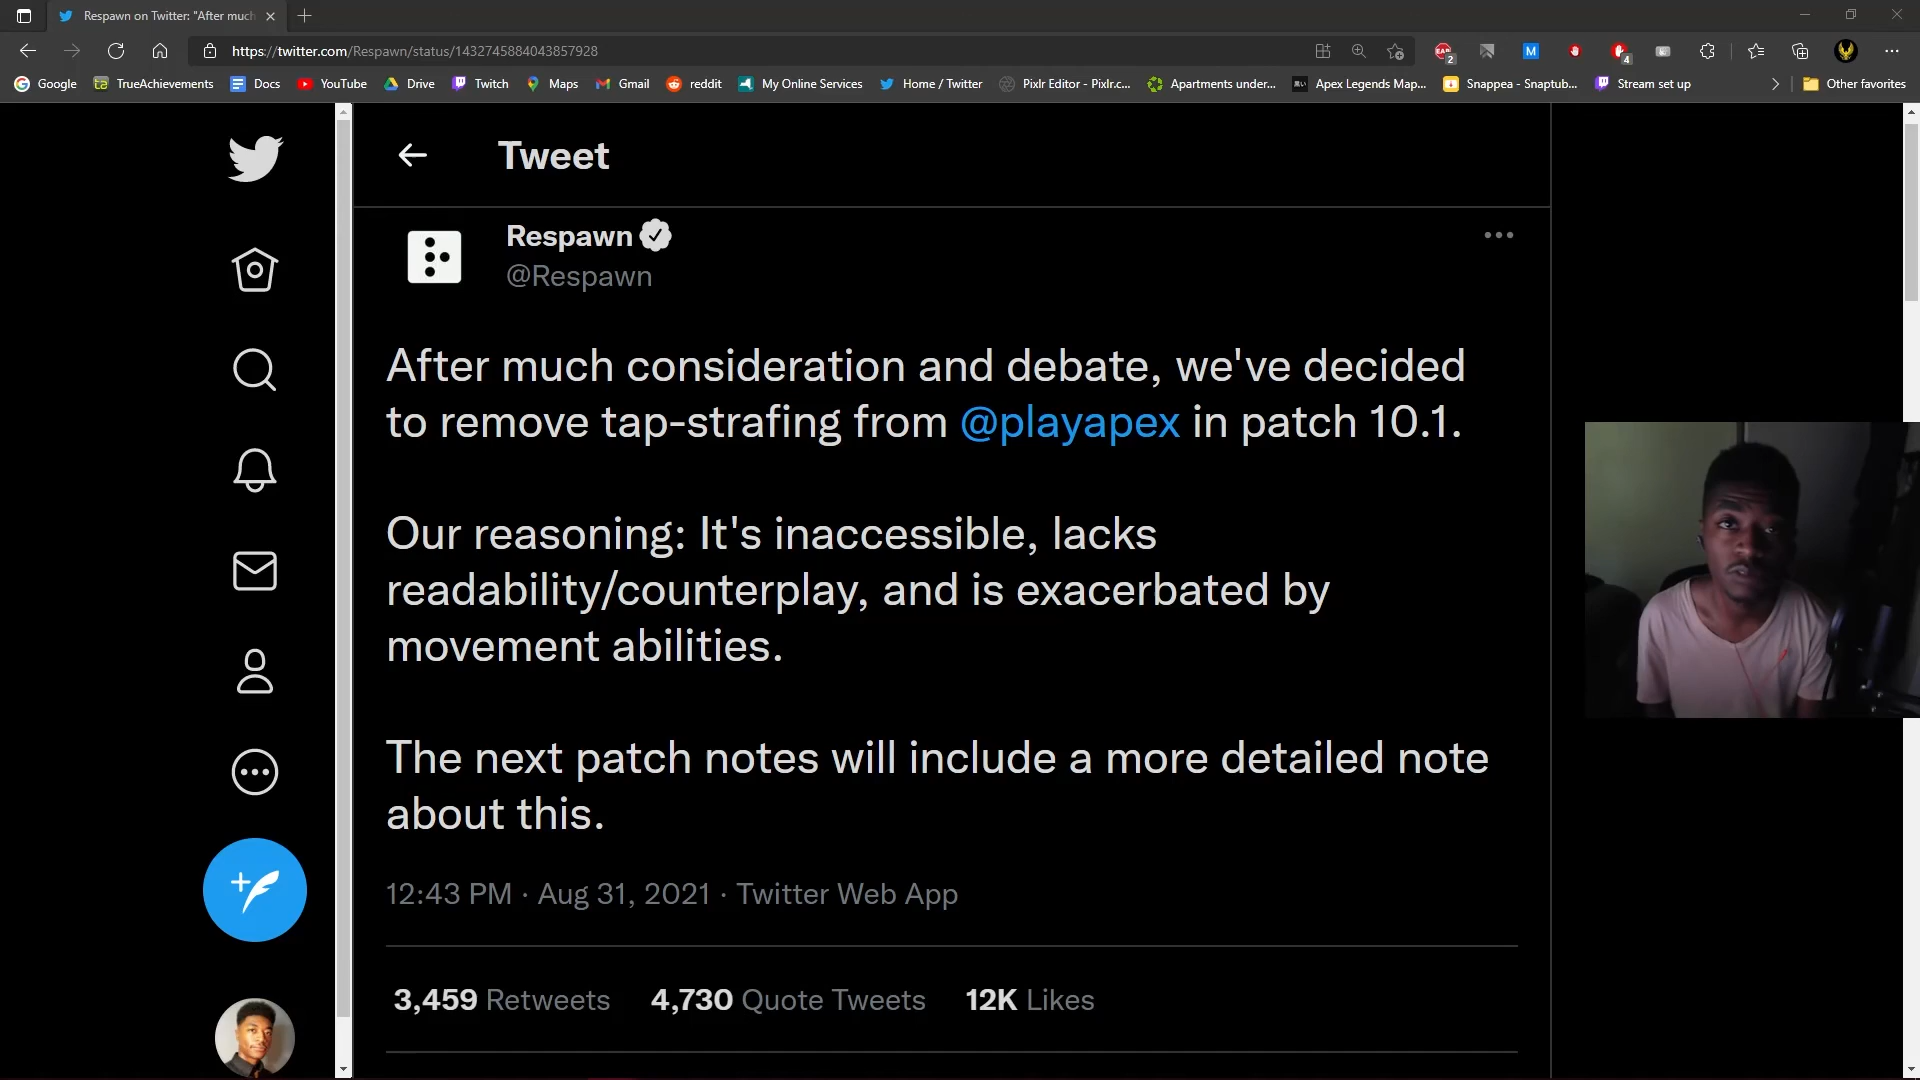 Respawn on Twitter: "After much
https://twitter.com/Respawn/status/1432745884043857928
2
M
4
Google
TrueAchievements
Docs
YouTube
Drive
Twitch
Maps
Gmail
reddit
My Online Services
Home / Twitter
Pixlr Editor - Pixlr.c...
Apartments under...
Apex Legends Map...
Snappea - Snaptub...
Stream set up
Other favorites
Tweet
Respawn
@Respawn
After much consideration and debate, we've decided
to remove tap-strafing from @playapex in patch 10.1.
Our reasoning: It's inaccessible, lacks
readability/counterplay, and is exacerbated by
movement abilities.
The next patch notes will include a more detailed note
about this.
12:43 PM · Aug 31, 2021 · Twitter Web App
3,459 Retweets 4,730 Quote Tweets 12K Likes